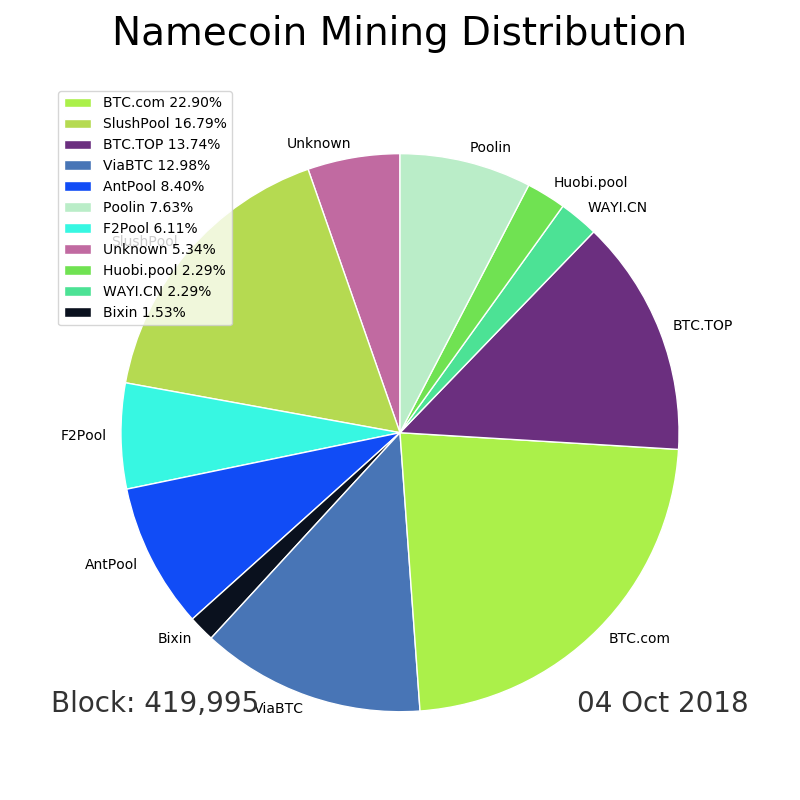 Namecoin Mining Distribution
BTC.com 22.90%
SlushPool 16.79%
BTC.TOP 13.74%
ViaBTC 12.98%
AntPool 8.40%
Poolin 7.63%
F2Pool 6.11%
Unknown 5.34%
Huobi.pool 2.29%
WAYI.CN 2.29%
Bixin 1.53%
Unknown
Poolin
Huobi.pool
WAYI.CN
SlushPool
BTC.TOP
F2Pool
AntPool
Bixin
BTC.com
ViaBTC
Block: 419,995
04 Oct 2018